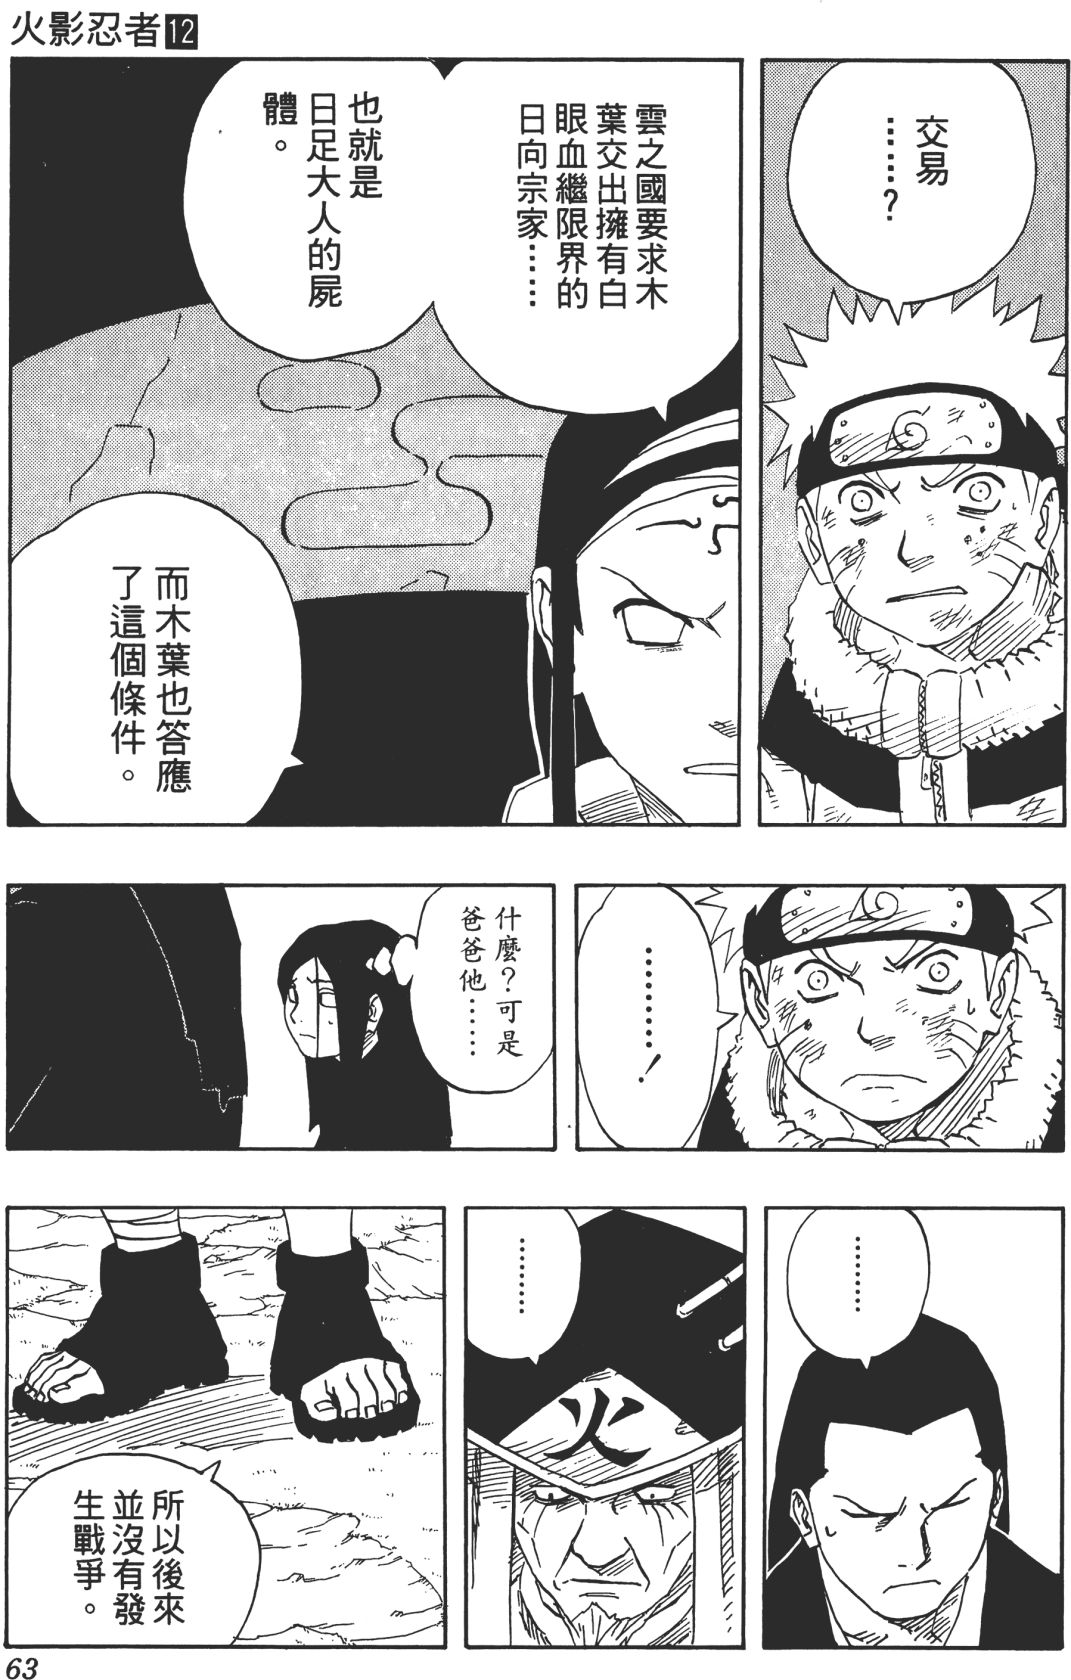 火影忍者12
交易
……?
雲之國要求木
葉交出擁有白
眼血繼限界的
日向宗家……
也就是
日足大人的屍
體。
而木葉也答應
了這個條件。
………!
什麼?可是
爸爸他……
………
火
………
所以後來
並沒有發
生戰爭。
63